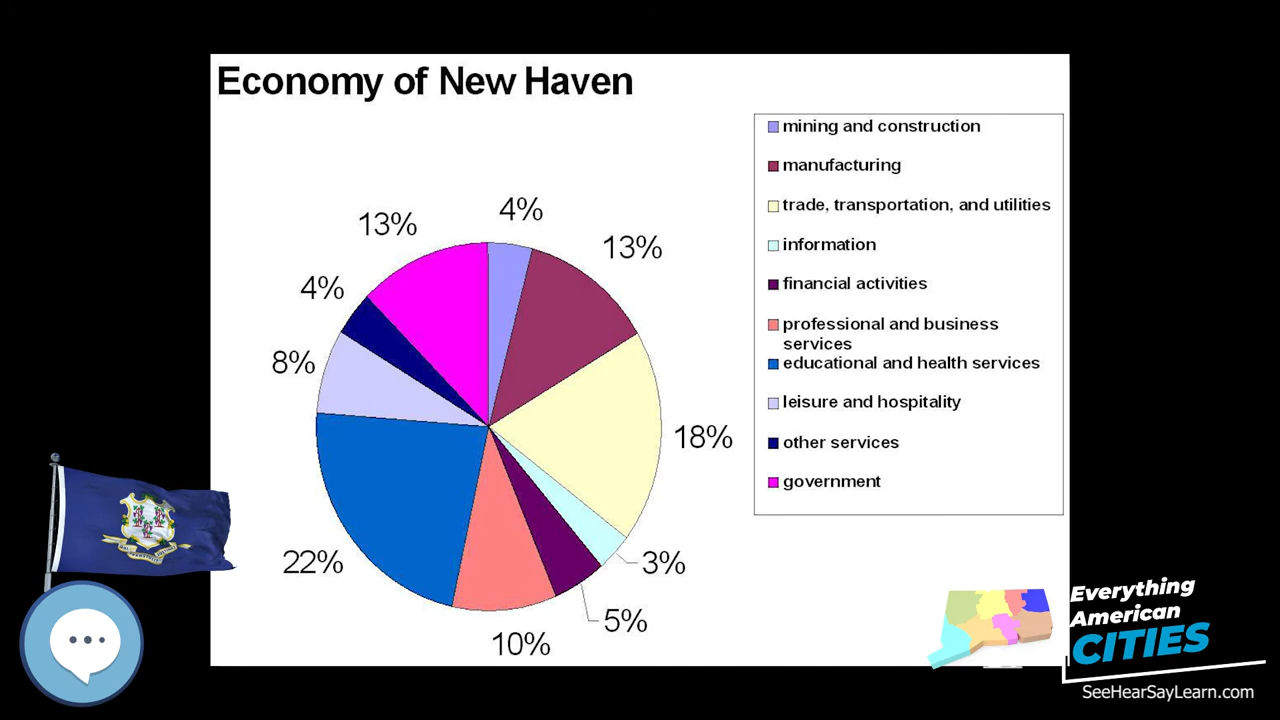 Economy of New Haven
mining and construction
manufacturing
trade, transportation, and utilities
information
financial activities
professional and business
services
educational and health services
leisure and hospitality
other services
government
4%
13%
18%
3%
5%
10%
22%
8%
4%
13%
Everything
American
CITIES
SeeHearSayLearn.com